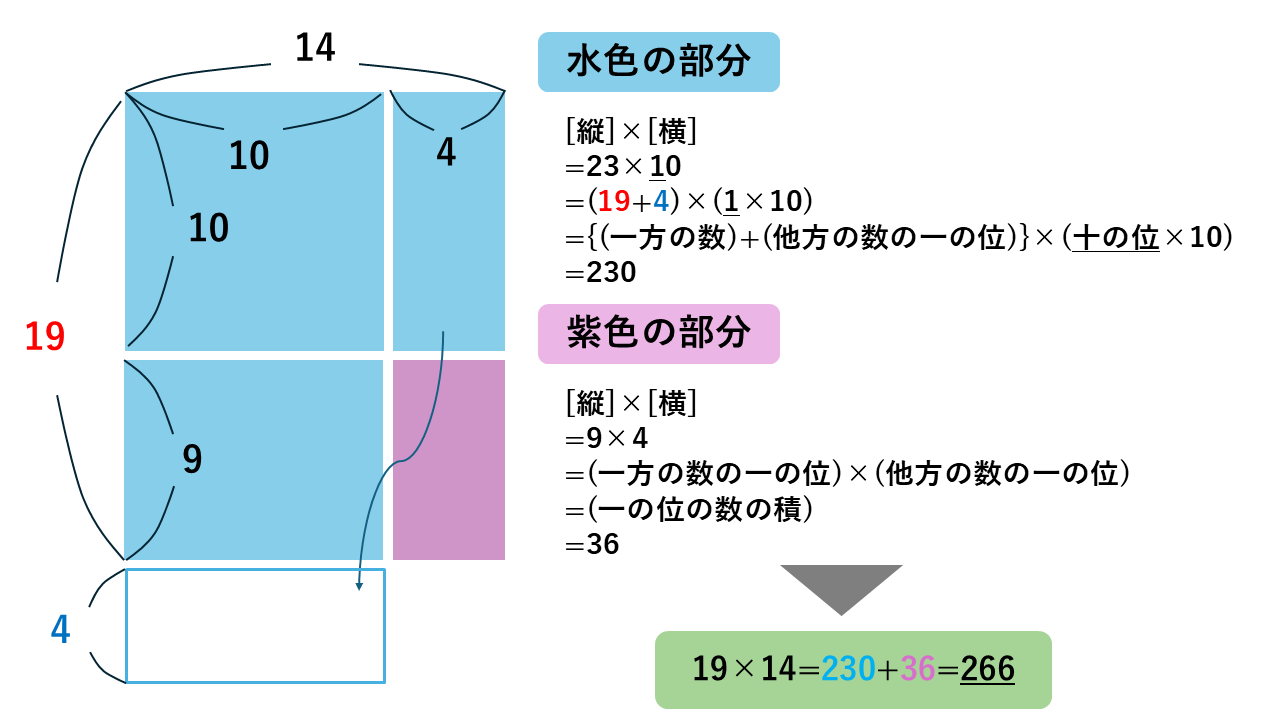 14
10
4
10
19
9
4
水色の部分
[縦]×[横]
=23×10
=(19+4)×(1×10)
={(一方の数)+(他方の数の一の位)}×(十の位×10)
=230
紫色の部分
[縦]×[横]
=9×4
=(一方の数の一の位)×(他方の数の一の位)
=(一の位の数の積)
=36
19×14=230+36=266